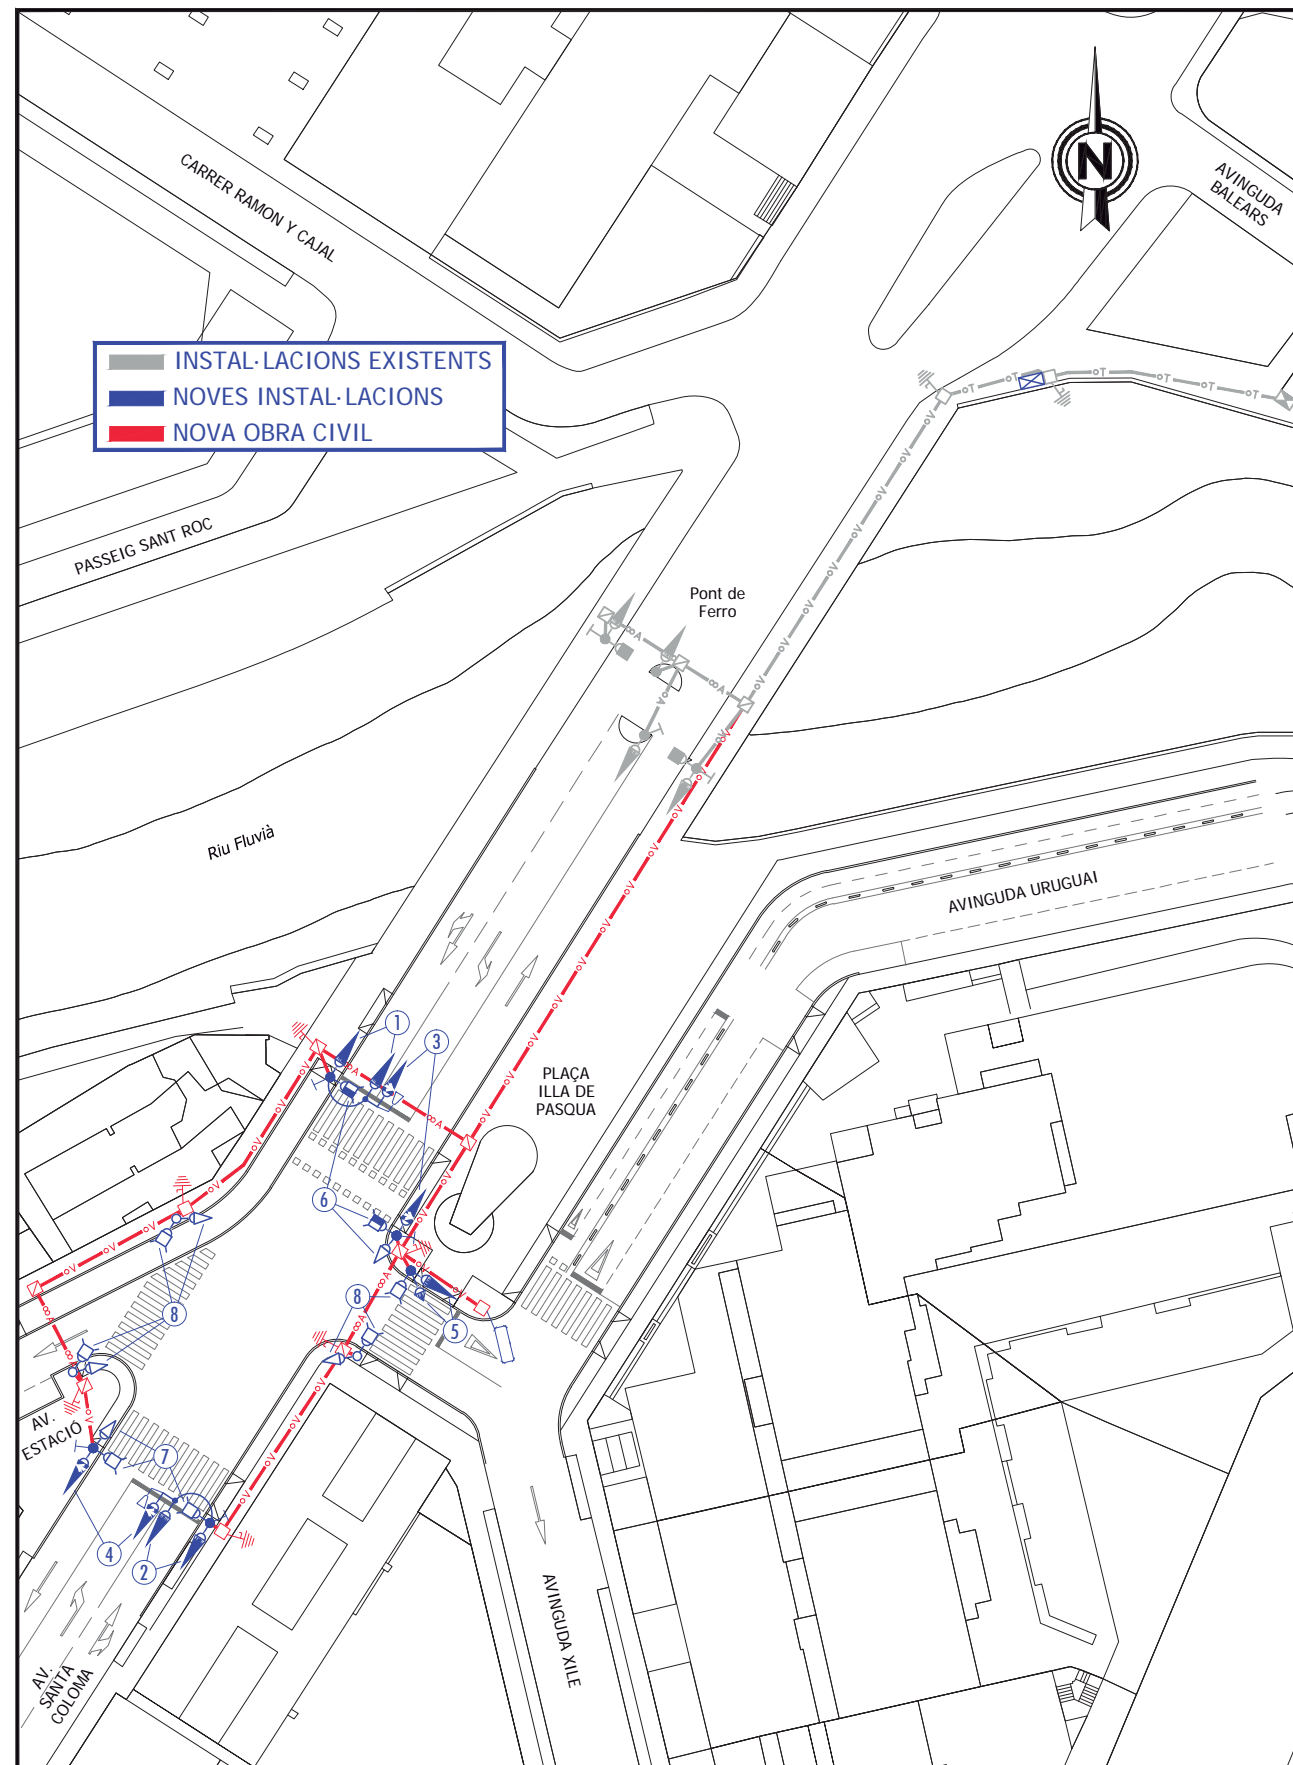 N
CARRER RAMON Y CAJAL
AVINGUDA
BALEARS
INSTAL·LACIONS EXISTENTS
NOVES INSTAL·LACIONS
NOVA OBRA CIVIL
PASSEIG SANT ROC
Pont de
Ferro
Riu Fluvià
AVINGUDA URUGUAI
1
3
PLAÇA
ILLA DE
PASQUA
6
8
8
5
AV.
ESTACIÓ
7
4
2
AVINGUDA XILE
AV.
SANTA
COLOMA